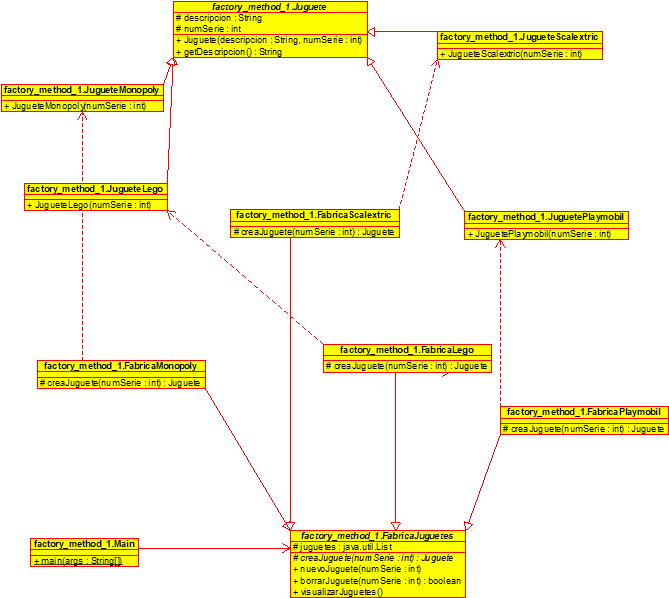 factory_method_1.Juguete
# descripcion : String
# numSerie : int
+ Juguete(descripcion : String, numSerie : int)
+ getDescripcion() : String
factory_method_1.JugueteScalextric
+ JugueteScalextric(numSerie : int)
factory_method_1.JugueteMonopoly
+ JugueteMonopoly(numSerie : int)
factory_method_1.JugueteLego
+ JugueteLego(numSerie : int)
factory_method_1.FabricaScalextric
# creaJuguete(numSerie : int) : Juguete
factory_method_1.JuguetePlaymobil
+ JuguetePlaymobil(numSerie : int)
factory_method_1.FabricaLego
# creaJuguete(numSerie : int) : Juguete
factory_method_1.FabricaMonopoly
# creaJuguete(numSerie : int) : Juguete
factory_method_1.FabricaPlaymobil
# creaJuguete(numSerie : int) : Juguete
factory_method_1.Main
+ main(args : String[])
factory_method_1.FabricaJuguetes
# juguetes : java.util.List
# creaJuguete(numSerie : int) : Juguete
+ nuevoJuguete(numSerie : int)
+ borrarJuguete(numSerie : int) : boolean
+ visualizarJuguetes()